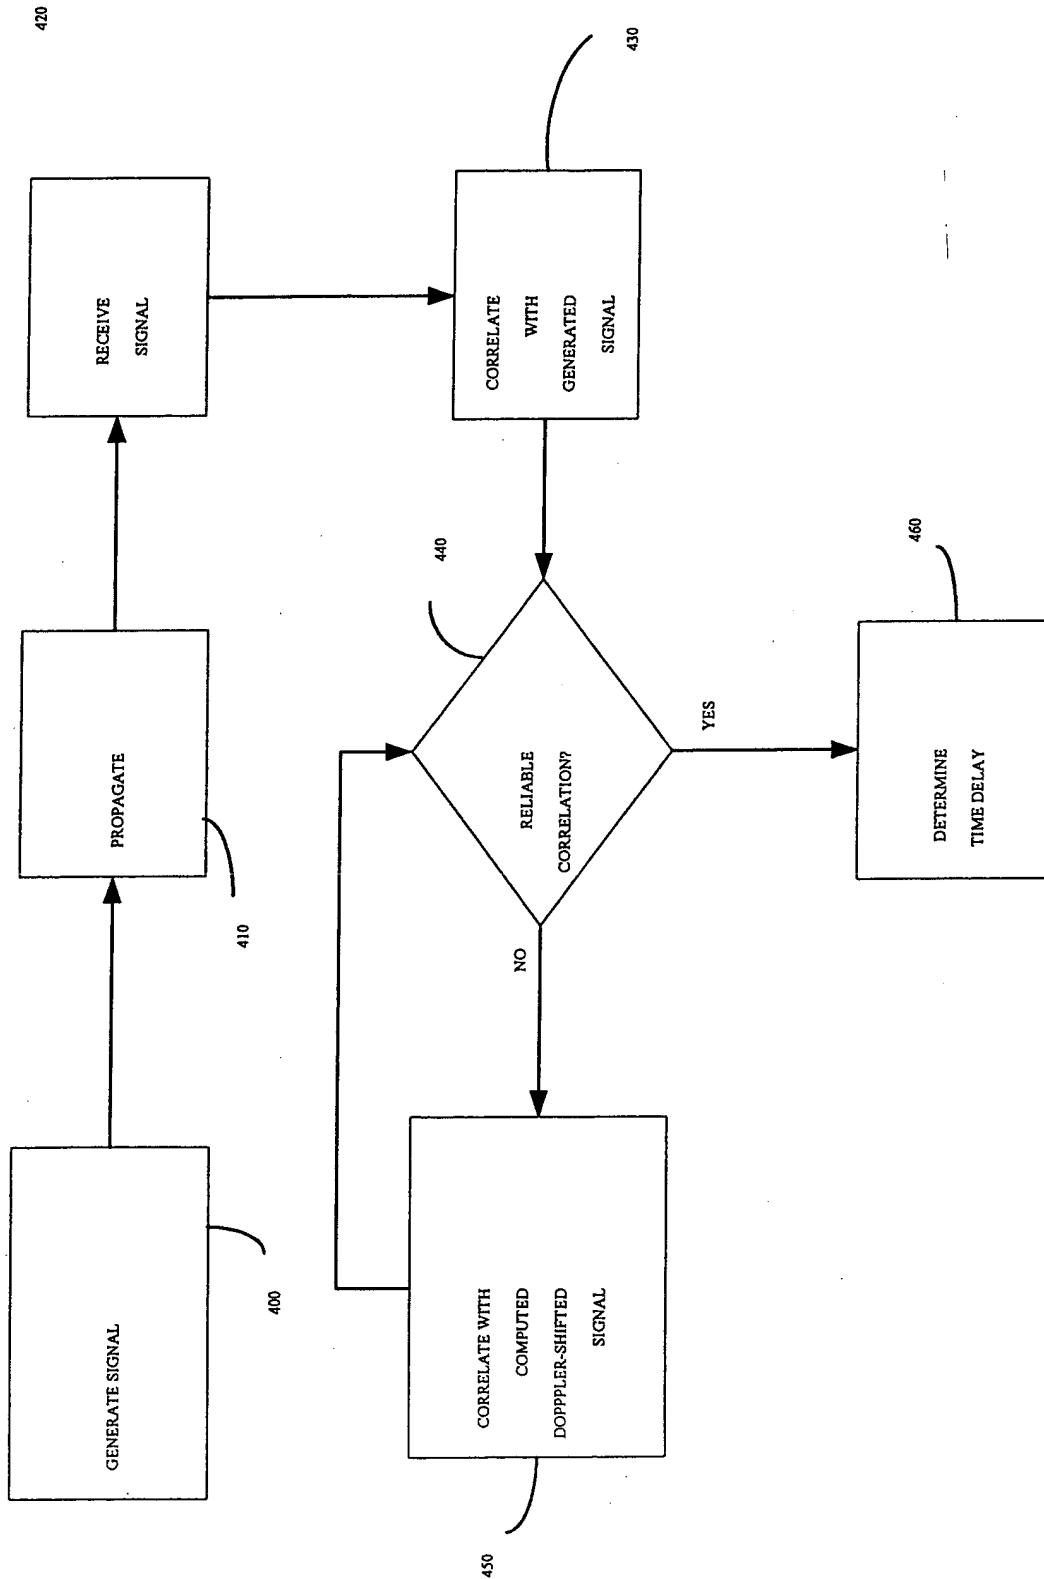 GENERATE SIGNAL
400
PROPAGATE
410
RECEIVE
SIGNAL
420
CORRELATE
WITH
GENERATED
SIGNAL
430
RELIABLE
CORRELATION?
440
NO
YES
CORRELATE WITH
COMPUTED
DOPPPLER-SHIFTED
SIGNAL
450
DETERMINE
TIME DELAY
460